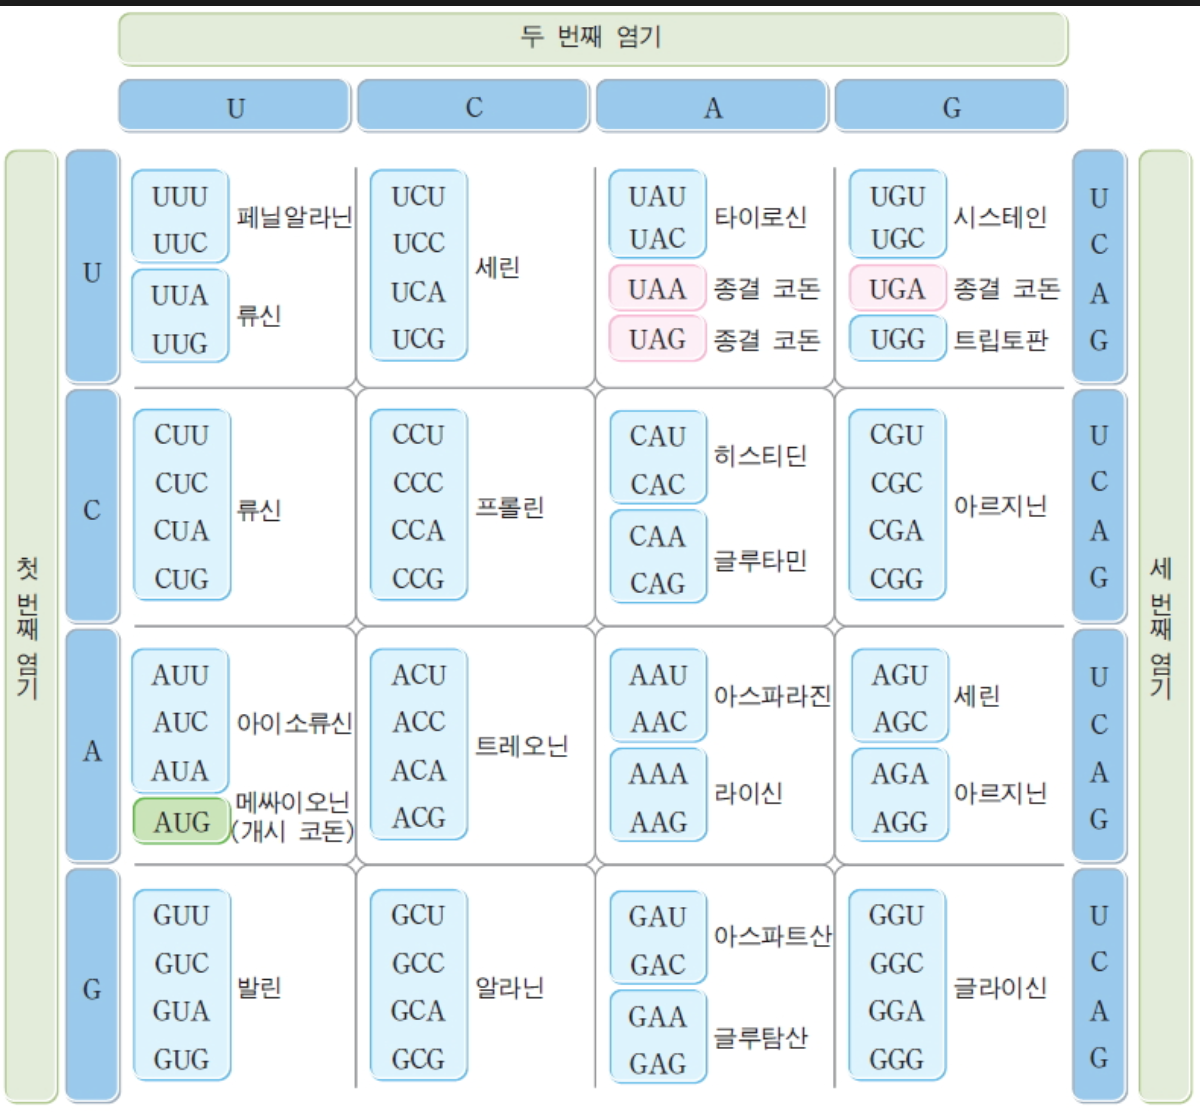 두 번째 염기
U C A G
첫 번째 염기
세 번째 염기
U
UUU
UUC
페닐알라닌
UUA
UUG
류신
UCU
UCC
UCA
UCG
세린
UAU
UAC
타이로신
UAA 종결 코돈
UAG 종결 코돈
UGU
UGC
시스테인
UGA 종결 코돈
UGG 트립토판
U
C
A
G
C
CUU
CUC
CUA
CUG
류신
CCU
CCC
CCA
CCG
프롤린
CAU
CAC
히스티딘
CAA
CAG
글루타민
CGU
CGC
CGA
CGG
아르지닌
U
C
A
G
A
AUU
AUC
AUA
아이소류신
AUG
메싸이오닌
(개시 코돈)
ACU
ACC
ACA
ACG
트레오닌
AAU
AAC
아스파라진
AAA
AAG
라이신
AGU
AGC
세린
AGA
AGG
아르지닌
U
C
A
G
G
GUU
GUC
GUA
GUG
발린
GCU
GCC
GCA
GCG
알라닌
GAU
GAC
아스파트산
GAA
GAG
글루탐산
GGU
GGC
GGA
GGG
글라이신
U
C
A
G